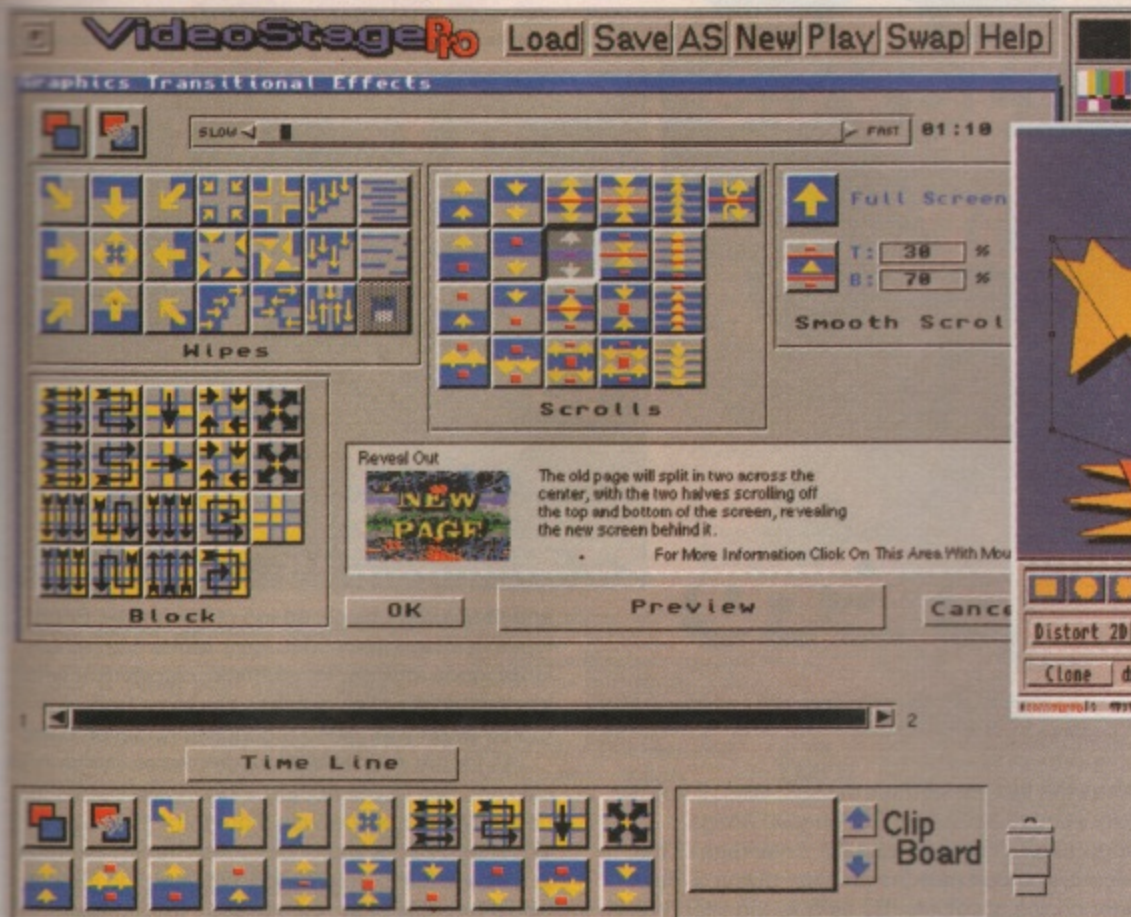 VideoStage Pro Load Save AS New Play Swap Help
Graphics Transitional Effects
SLOW FAST 01:10
Full Screen
T: 30 %
B: 70 %
Smooth Scrol
Wipes
Scrolls
Block
Reveal Out
NEW
PAGE
The old page will split in two across the
center, with the two halves scrolling off
the top and bottom of the screen, revealing
the new screen behind it.
For More Information Click On This Area With Mou
OK Preview Cance
Distort 2D
Clone d
1 2
Time Line
Clip
Board